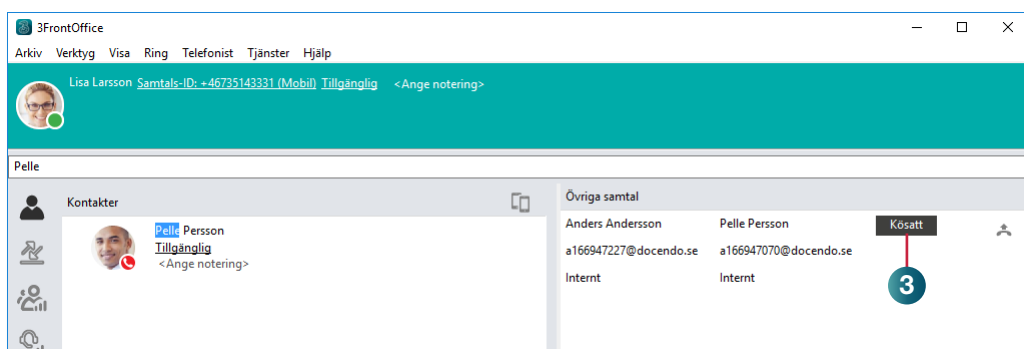 3FrontOffice
Arkiv Verktyg Visa Ring Telefonist Tjänster Hjälp
Lisa Larsson Samtals-ID: +46735143331 (Mobil) Tillgänglig <Ange notering>
Pelle
Kontakter
Pelle Persson
Tillgänglig
<Ange notering>
Övriga samtal
Anders Andersson Pelle Persson Kösatt
a166947227@docendo.se a166947070@docendo.se
Internt Internt
3